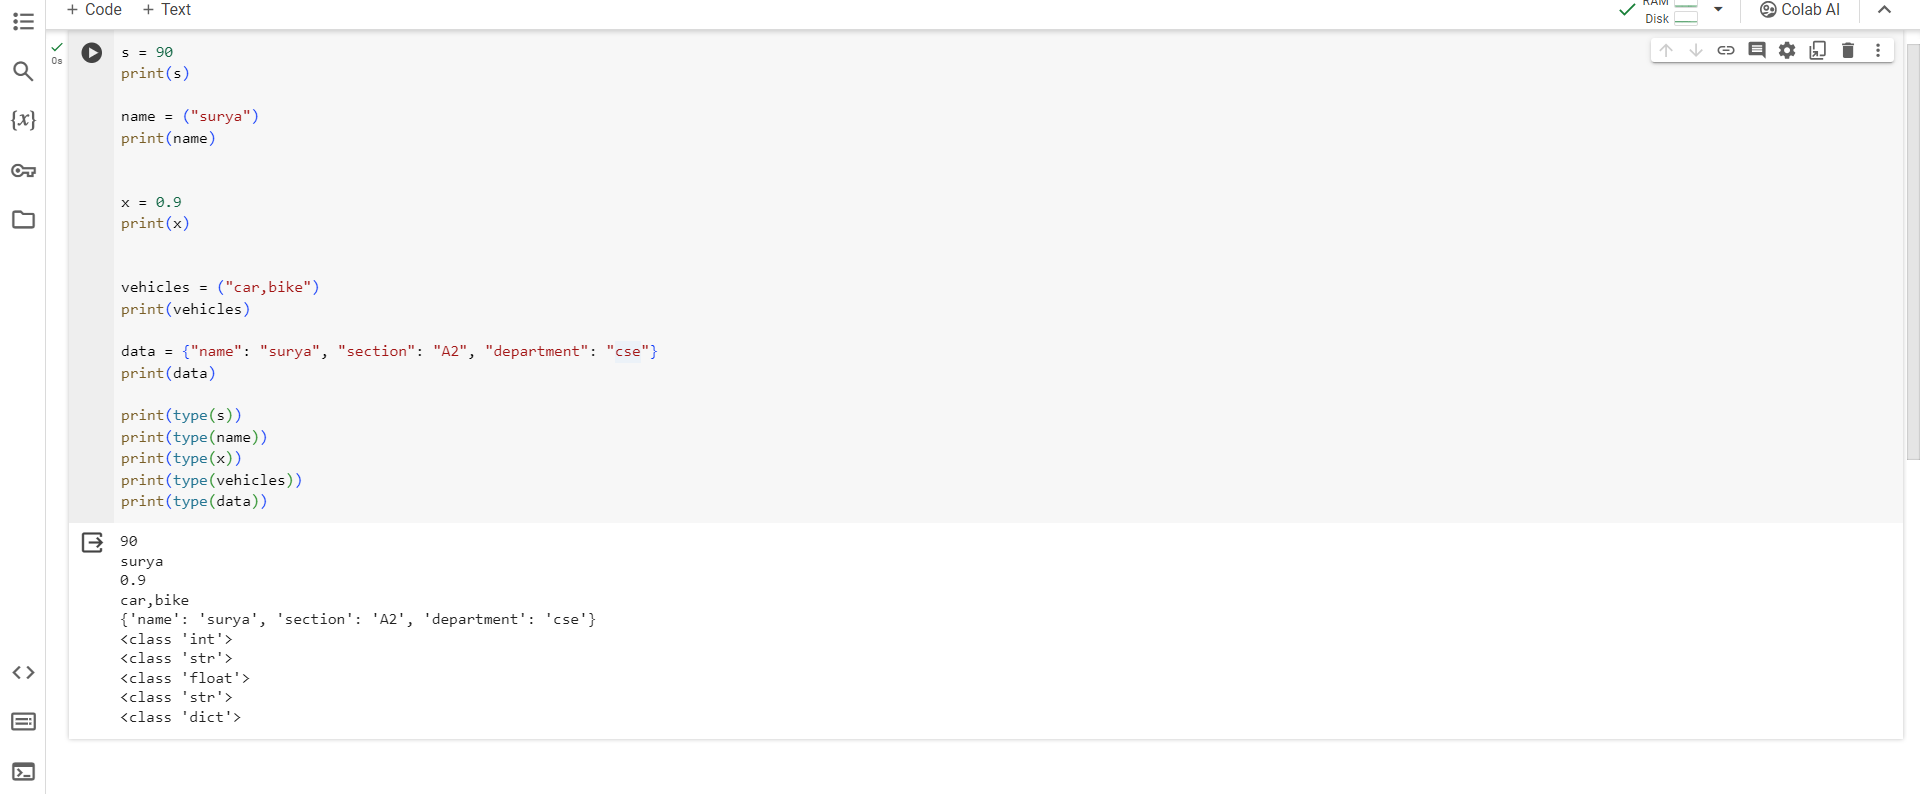 + Code + Text
RAM
Disk
Colab AI
{x}
0s
s = 90
print(s)
name = ("surya")
print(name)
x = 0.9
print(x)
vehicles = ("car,bike")
print(vehicles)
data = {"name": "surya", "section": "A2", "department": "cse"}
print(data)
print(type(s))
print(type(name))
print(type(x))
print(type(vehicles))
print(type(data))
90
surya
0.9
car,bike
{'name': 'surya', 'section': 'A2', 'department': 'cse'}
<class 'int'>
<class 'str'>
<class 'float'>
<class 'str'>
<class 'dict'>